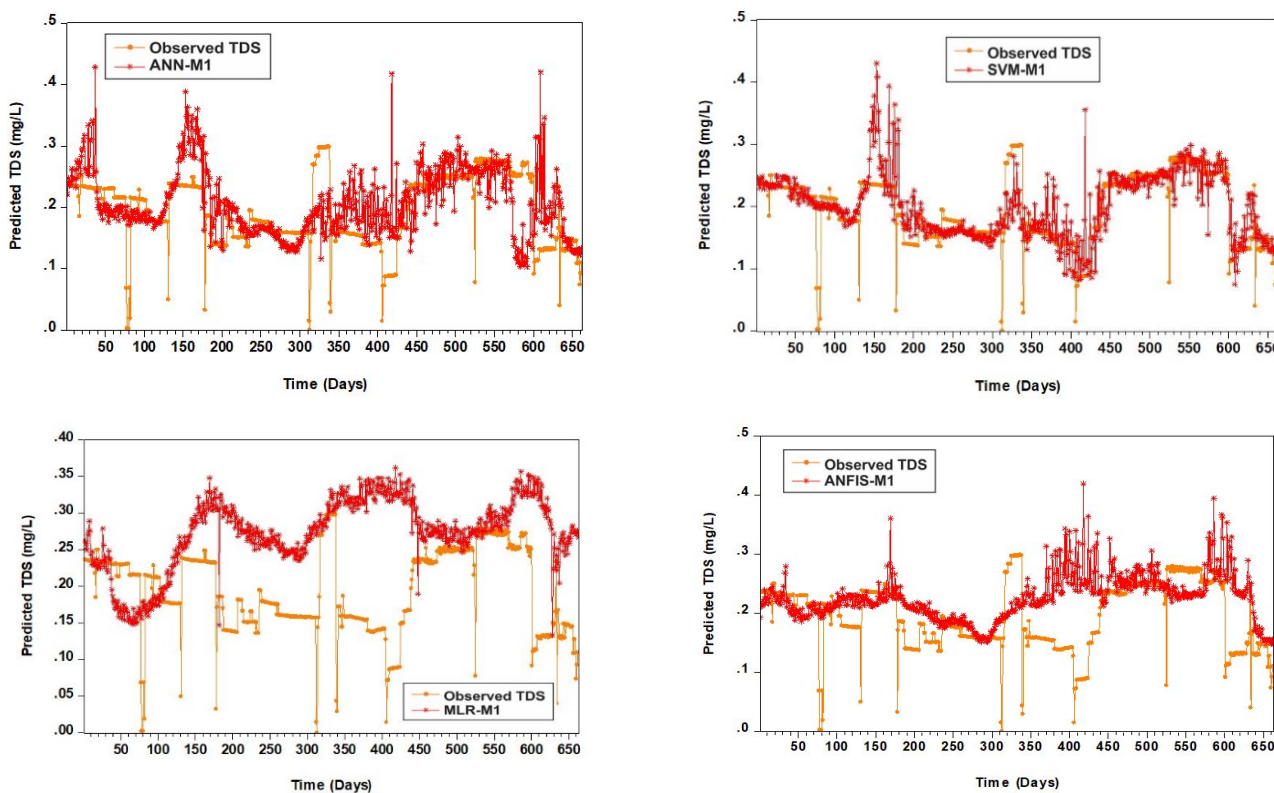 .5
.4
.3
.2
.1
.0
Predicted TDS (mg/L)
Observed TDS
ANN-M1
50 100 150 200 250 300 350 400 450 500 550 600 650
Time (Days)
.5
.4
.3
.2
.1
.0
Predicted TDS (mg/L)
Observed TDS
SVM-M1
50 100 150 200 250 300 350 400 450 500 550 600 650
Time (Days)
.40
.35
.30
.25
.20
.15
.10
.05
.00
Predicted TDS (mg/L)
Observed TDS
MLR-M1
50 100 150 200 250 300 350 400 450 500 550 600 650
Time (Days)
.5
.4
.3
.2
.1
.0
Predicted TDS (mg/L)
Observed TDS
ANFIS-M1
50 100 150 200 250 300 350 400 450 500 550 600 650
Time (Days)